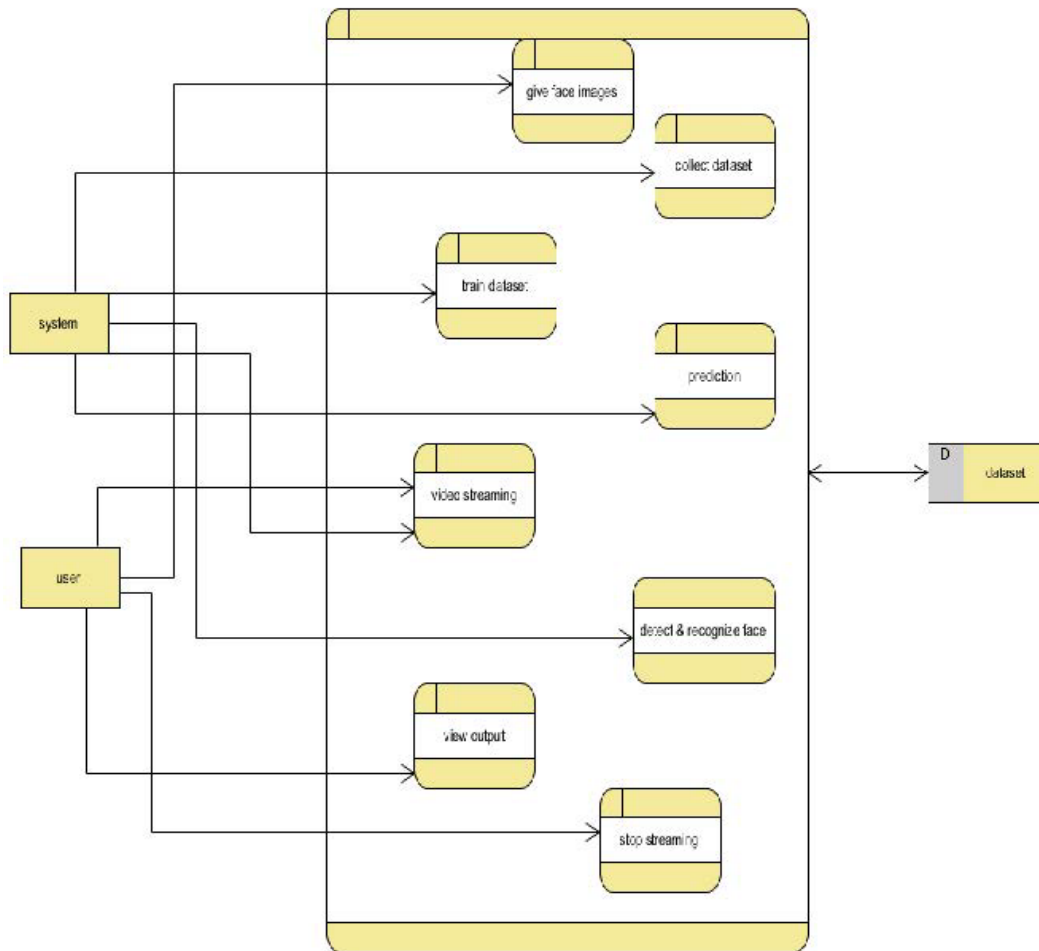 give face images
collect dataset
train dataset
system
prediction
D
dataset
video streaming
user
detect & recognize face
view output
stop streaming